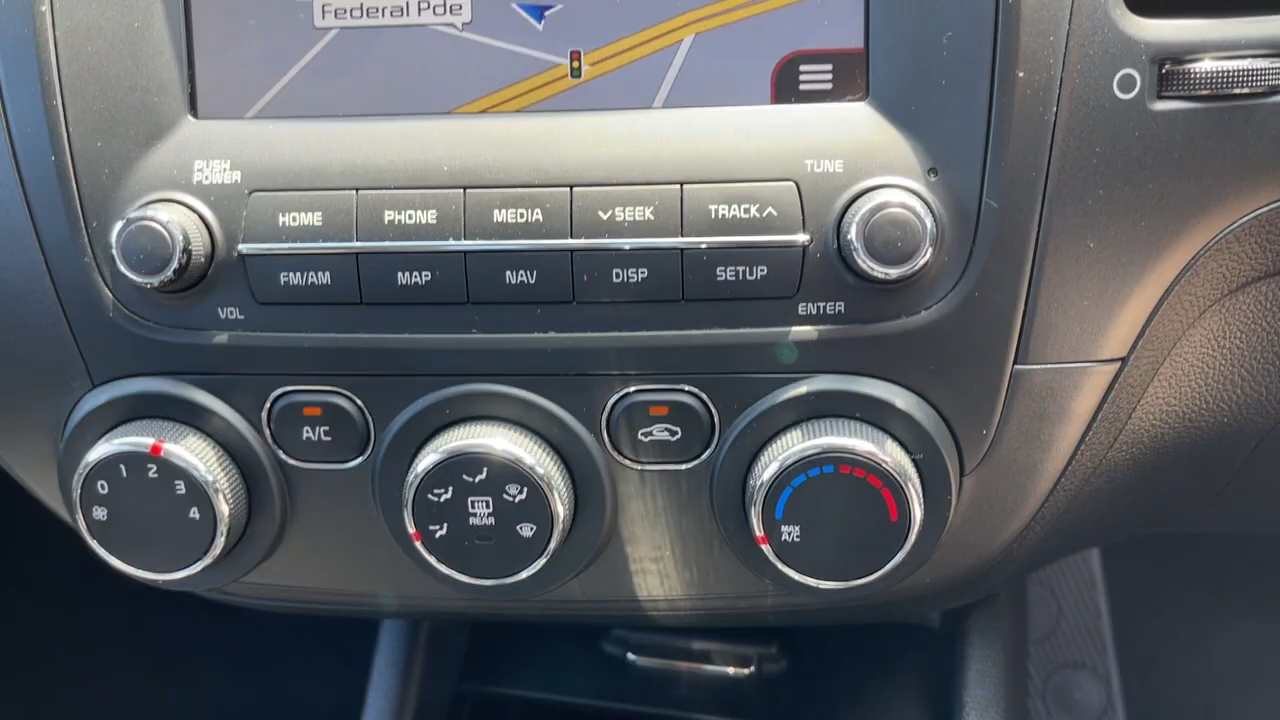 Federal Pde
PUSH
POWER
TUNE
HOME
PHONE
MEDIA
SEEK
TRACK
FM/AM
MAP
NAV
DISP
SETUP
VOL
ENTER
A/C
0
1
2
3
4
REAR
MAX
A/C